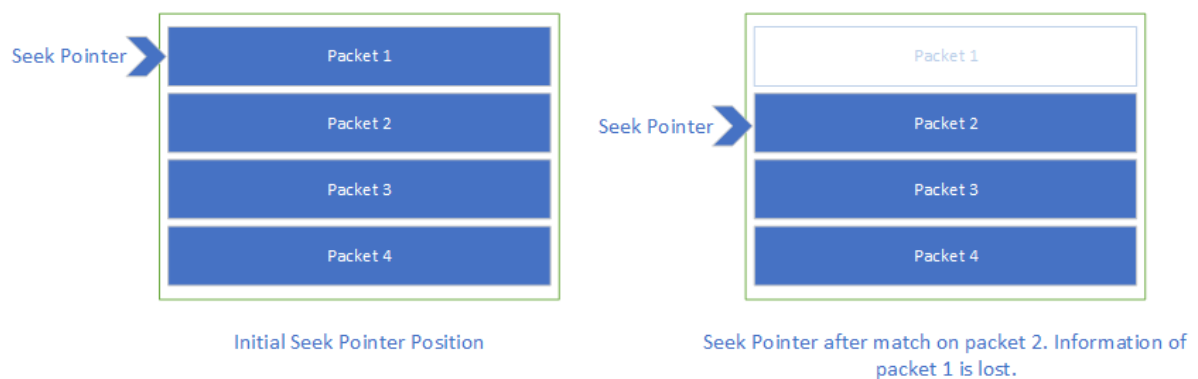 Seek Pointer
Packet 1
Packet 2
Packet 3
Packet 4
Initial Seek Pointer Position
Packet 1
Seek Pointer
Packet 2
Packet 3
Packet 4
Seek Pointer after match on packet 2. Information of
packet 1 is lost.